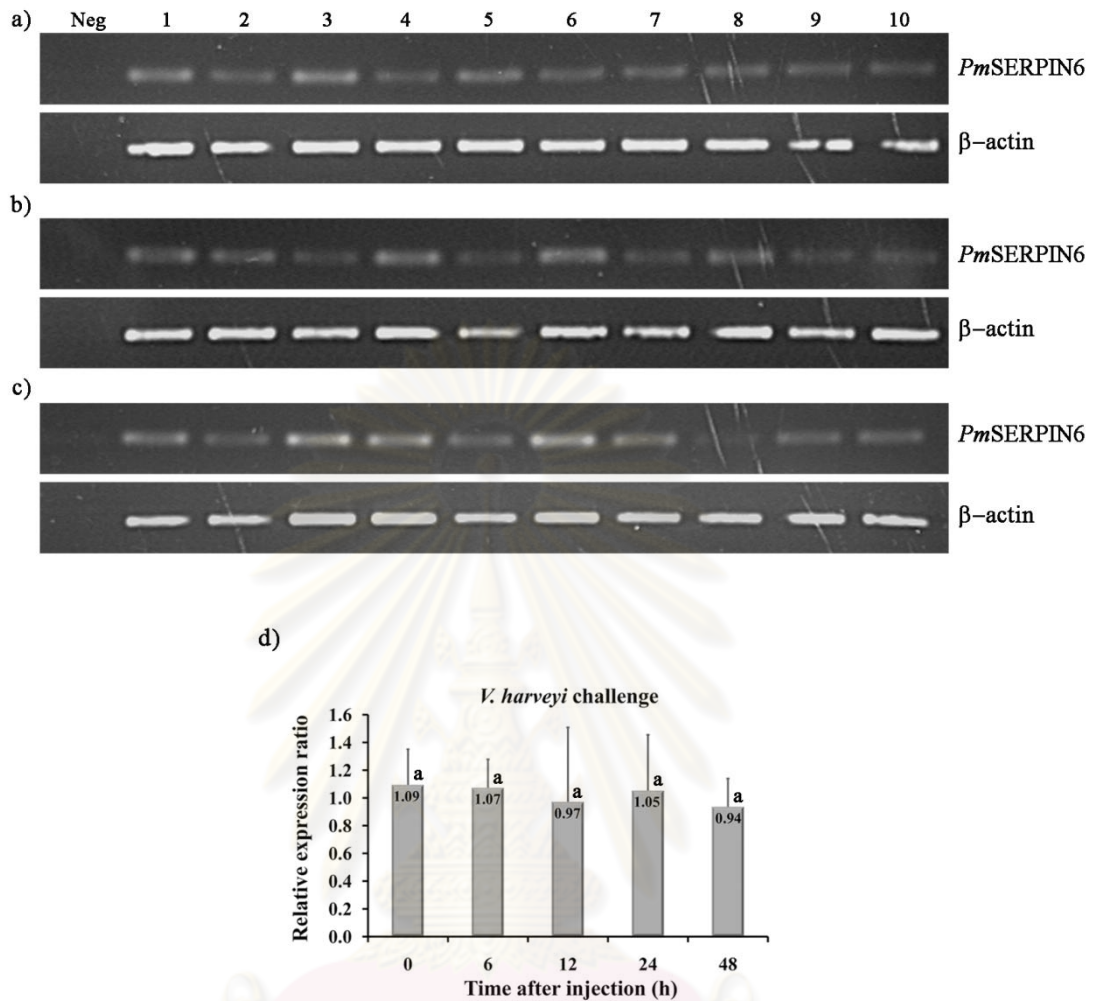 a) Neg 1 2 3 4 5 6 7 8 9 10
PmSERPIN6
β–actin
b)
PmSERPIN6
β–actin
c)
PmSERPIN6
β–actin
d)
V. harveyi challenge
Relative expression ratio
1.6
1.4
1.2
1.0
0.8
0.6
0.4
0.2
0.0
a a a a a
1.09 1.07 0.97 1.05 0.94
0 6 12 24 48
Time after injection (h)